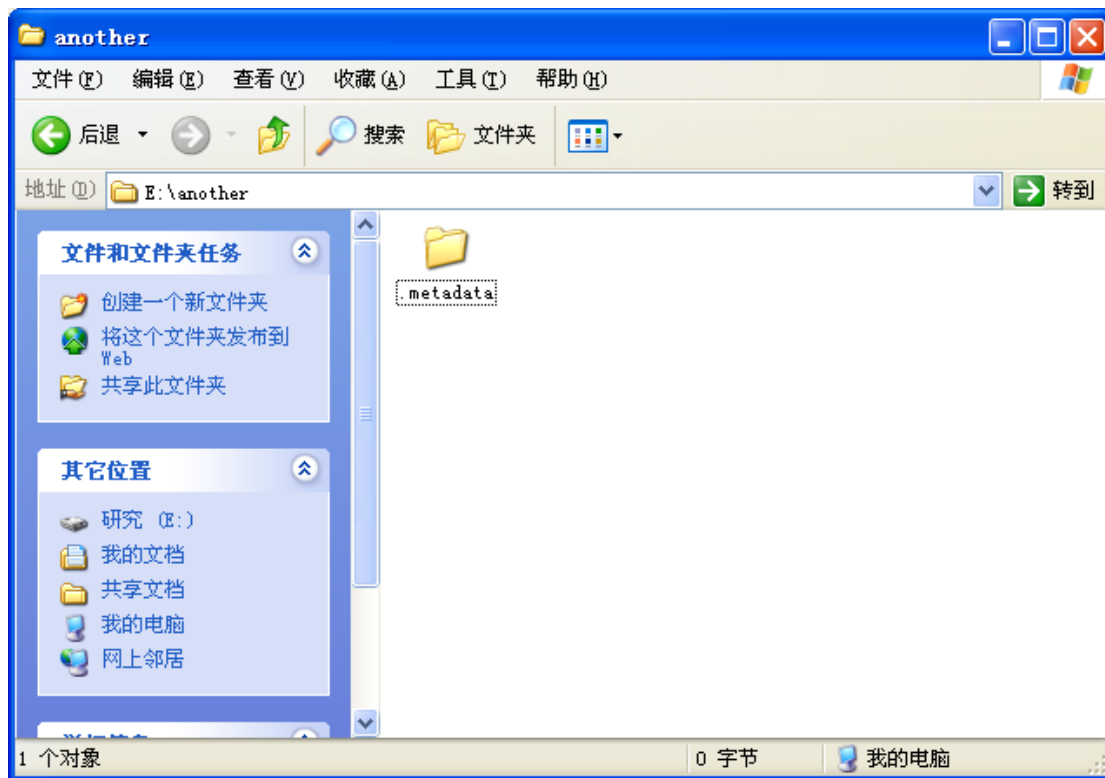 another
文件(F) 编辑(E) 查看(V) 收藏(A) 工具(T) 帮助(H)
后退 搜索 文件夹
地址(D) E:\another 转到
文件和文件夹任务
创建一个新文件夹
将这个文件夹发布到
Web
共享此文件夹
其它位置
研究 (E:)
我的文档
共享文档
我的电脑
网上邻居
.metadata
1 个对象 0 字节 我的电脑